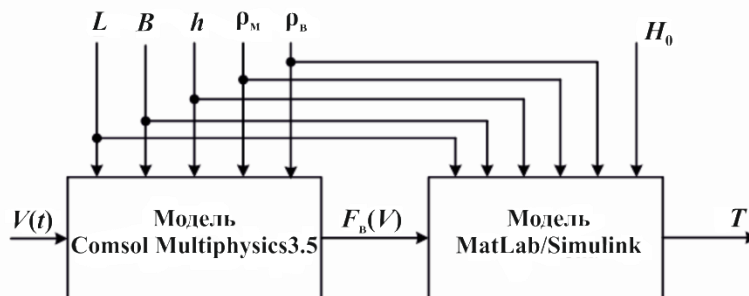 L B h ρм ρв H0
V(t)
Модель
Comsol Multiphysics3.5
Fв(V)
Модель
MatLab/Simulink
T